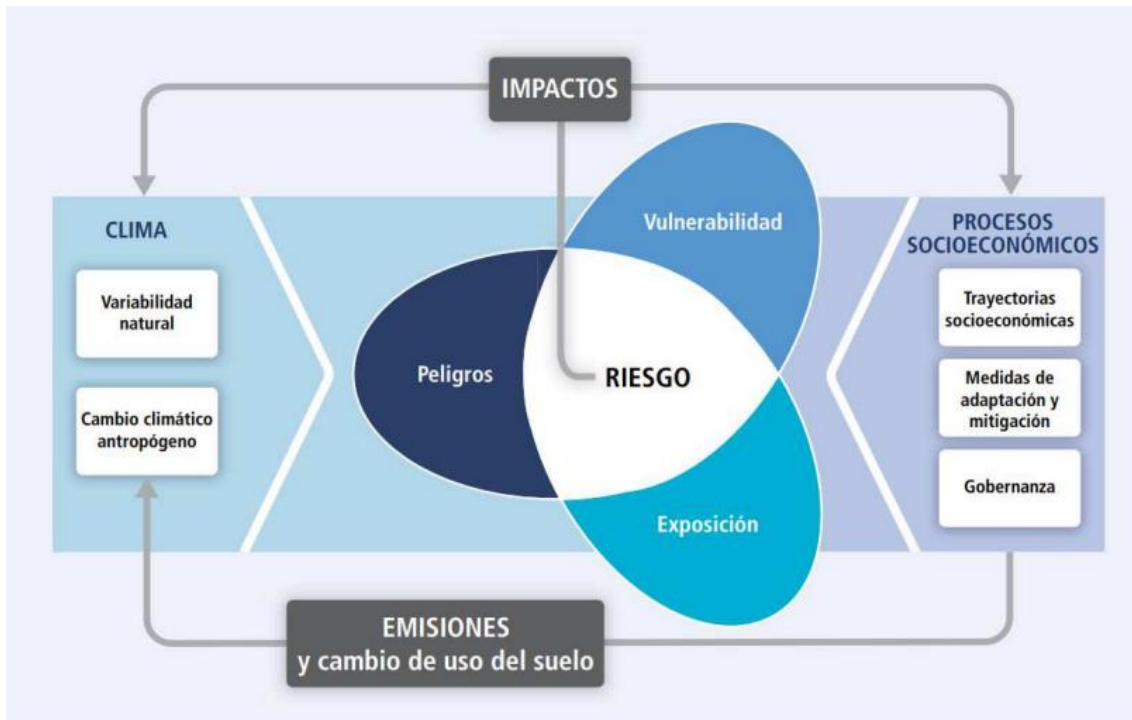 IMPACTOS
CLIMA
Variabilidad
natural
Cambio climático
antropógeno
Vulnerabilidad
Peligros
RIESGO
Exposición
PROCESOS
SOCIOECONÓMICOS
Trayectorias
socioeconómicas
Medidas de
adaptación y
mitigación
Gobernanza
EMISIONES
y cambio de uso del suelo